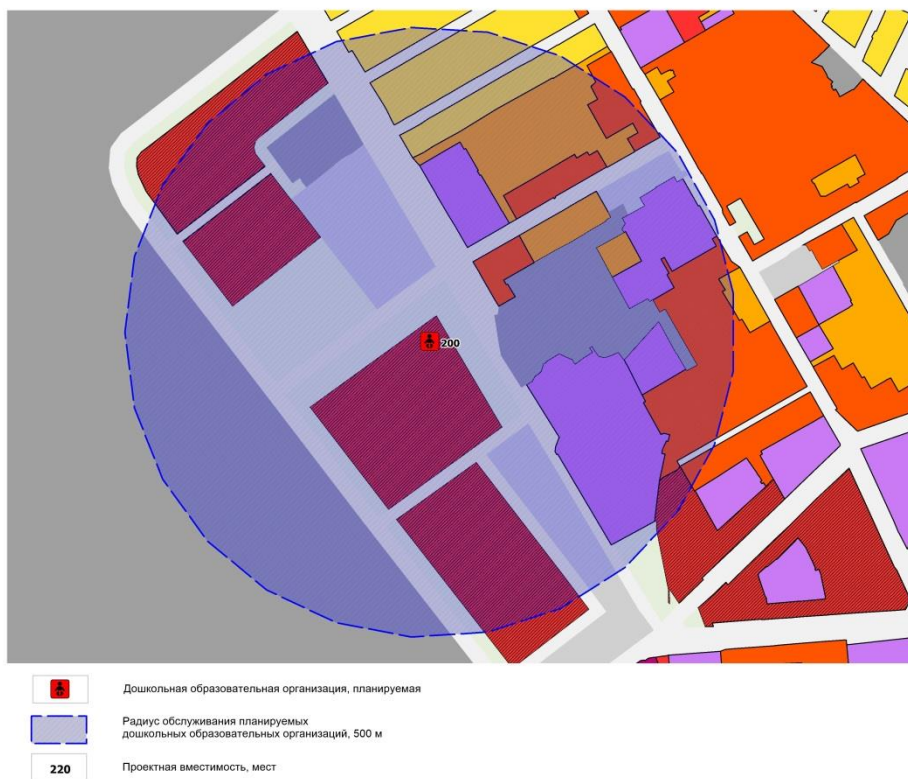 200
Дошкольная образовательная организация, планируемая
Радиус обслуживания планируемых
дошкольных образовательных организаций, 500 м
220
Проектная вместимость, мест